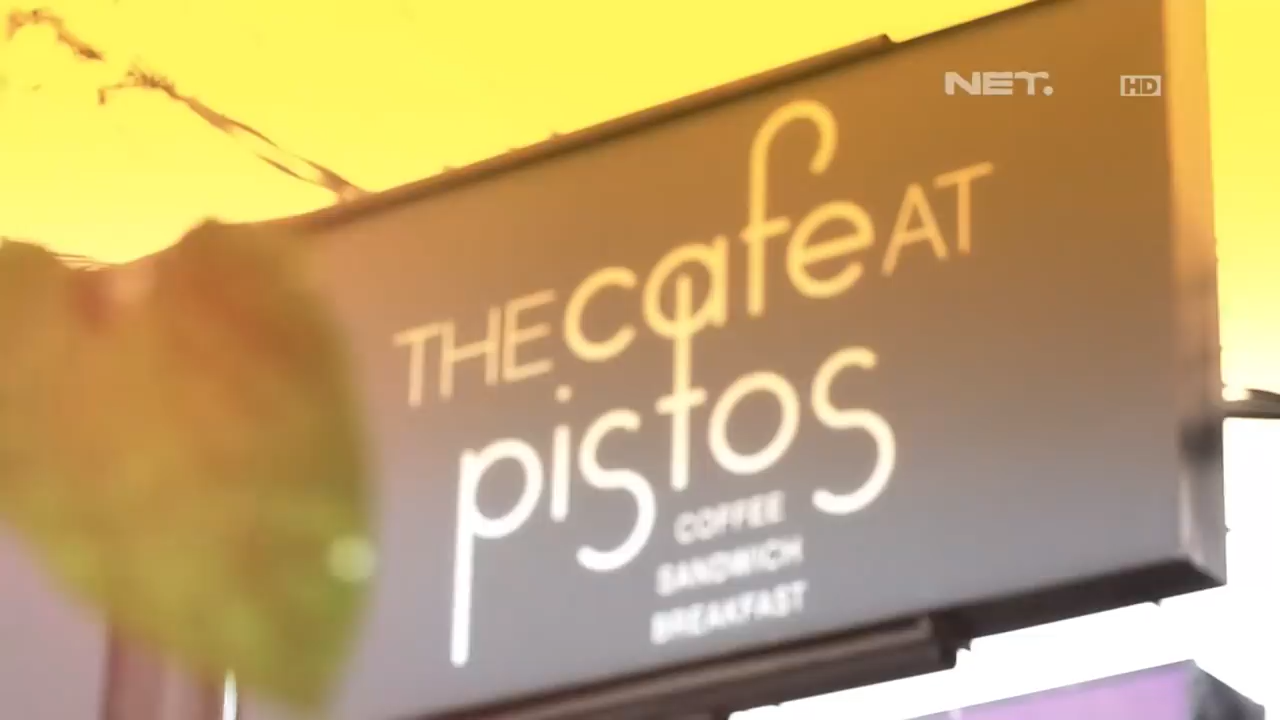 NET. HD
THE cafe AT
pistos
COFFEE
SANDWICH
BREAKFAST